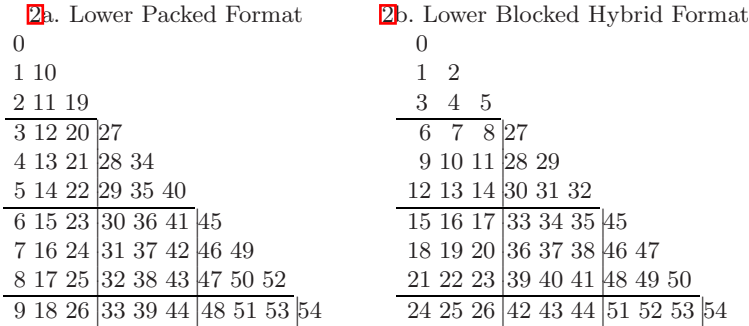 2a. Lower Packed Format
0
1 10
2 11 19
3 12 20 27
4 13 21 28 34
5 14 22 29 35 40
6 15 23 30 36 41 45
7 16 24 31 37 42 46 49
8 17 25 32 38 43 47 50 52
9 18 26 33 39 44 48 51 53 54
2b. Lower Blocked Hybrid Format
0
1 2
3 4 5
6 7 8 27
9 10 11 28 29
12 13 14 30 31 32
15 16 17 33 34 35 45
18 19 20 36 37 38 46 47
21 22 23 39 40 41 48 49 50
24 25 26 42 43 44 51 52 53 54